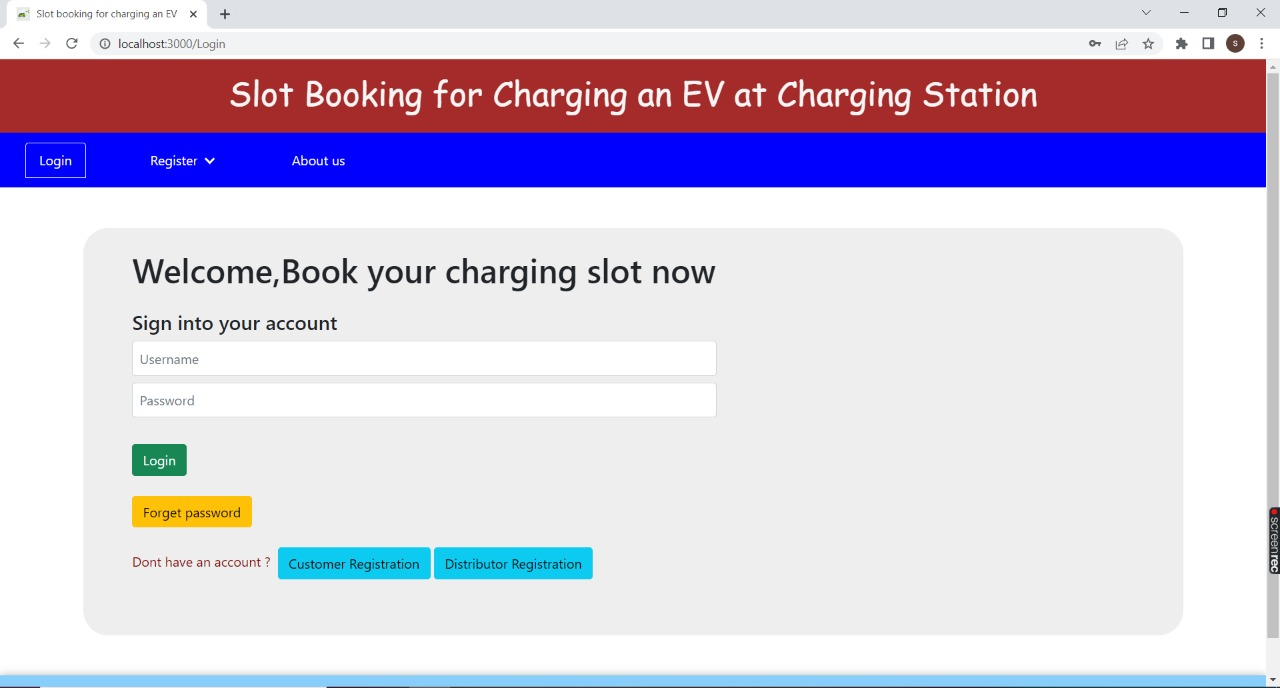 Slot booking for charging an EV
localhost:3000/Login
S
Slot Booking for Charging an EV at Charging Station
Login Register About us
Welcome,Book your charging slot now
Sign into your account
Username
Password
Login
Forget password
Dont have an account ? Customer Registration Distributor Registration
screenrec